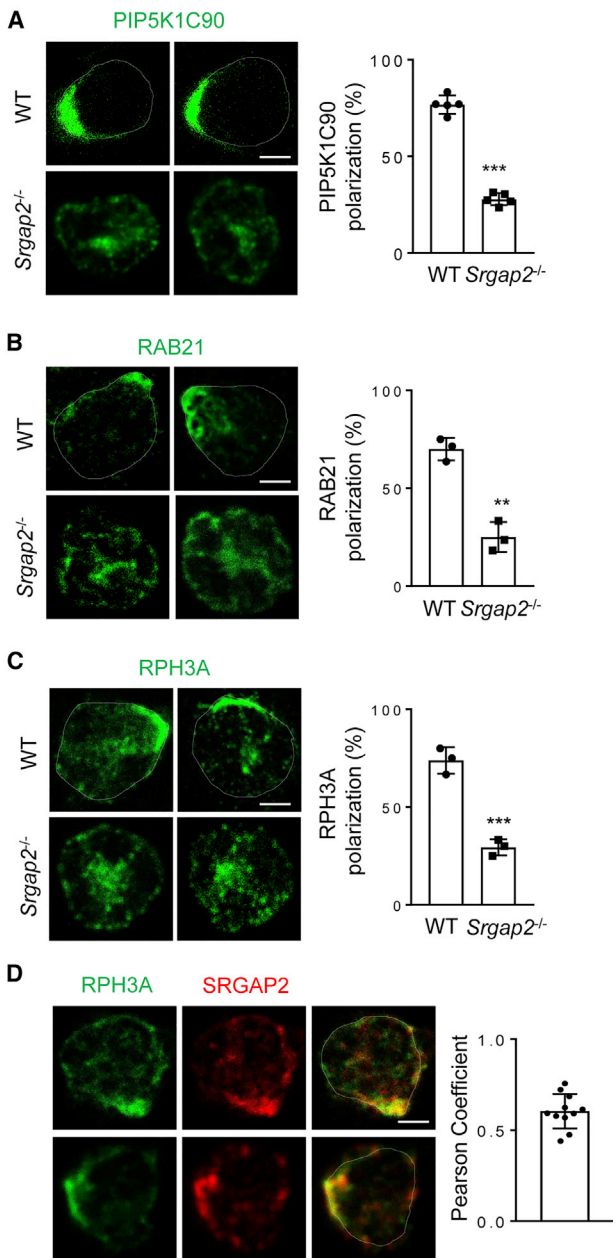 A
PIP5K1C90
WT
Srgap2-/-
PIP5K1C90
polarization (%)
100
50
0
***
WT Srgap2-/-
B
RAB21
WT
Srgap2-/-
RAB21
polarization (%)
100
50
0
**
WT Srgap2-/-
C
RPH3A
WT
Srgap2-/-
RPH3A
polarization (%)
100
50
0
***
WT Srgap2-/-
D
RPH3A SRGAP2
Pearson Coefficient
1.0
0.5
0.0